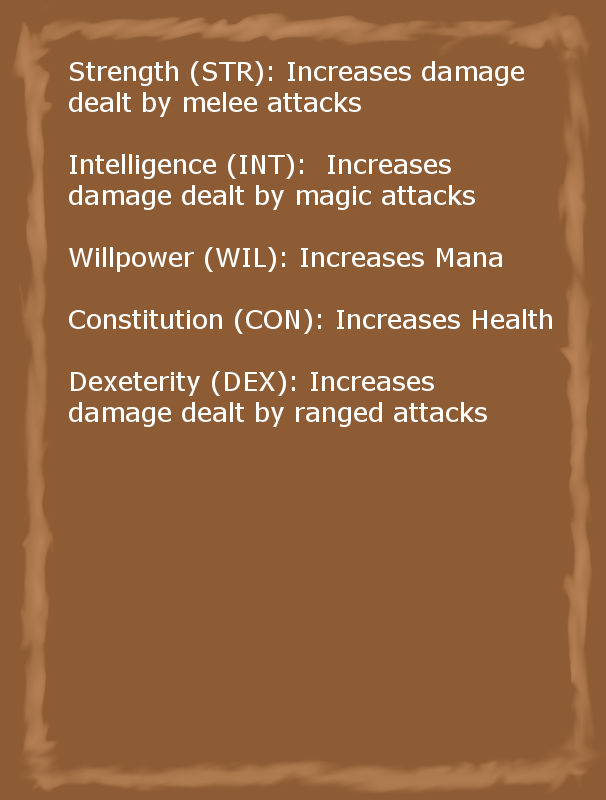 Strength (STR): Increases damage
dealt by melee attacks
Intelligence (INT):  Increases
damage dealt by magic attacks
Willpower (WIL): Increases Mana
Constitution (CON): Increases Health
Dexeterity (DEX): Increases
damage dealt by ranged attacks